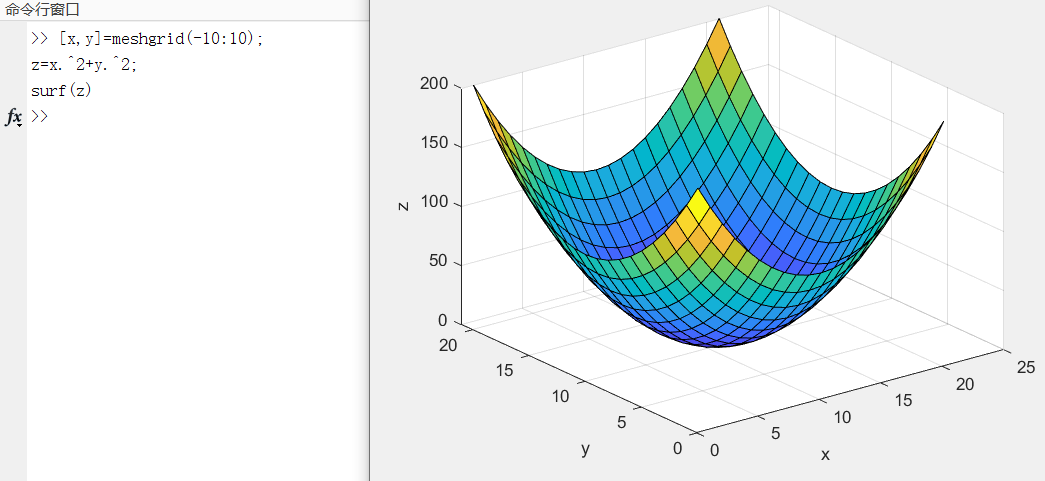 命令行窗口
>> [x,y]=meshgrid(-10:10);
z=x.^2+y.^2;
surf(z)
fx >>
200
150
100
50
0
z
20
15
10
5
0
y
0
5
10
15
20
25
x